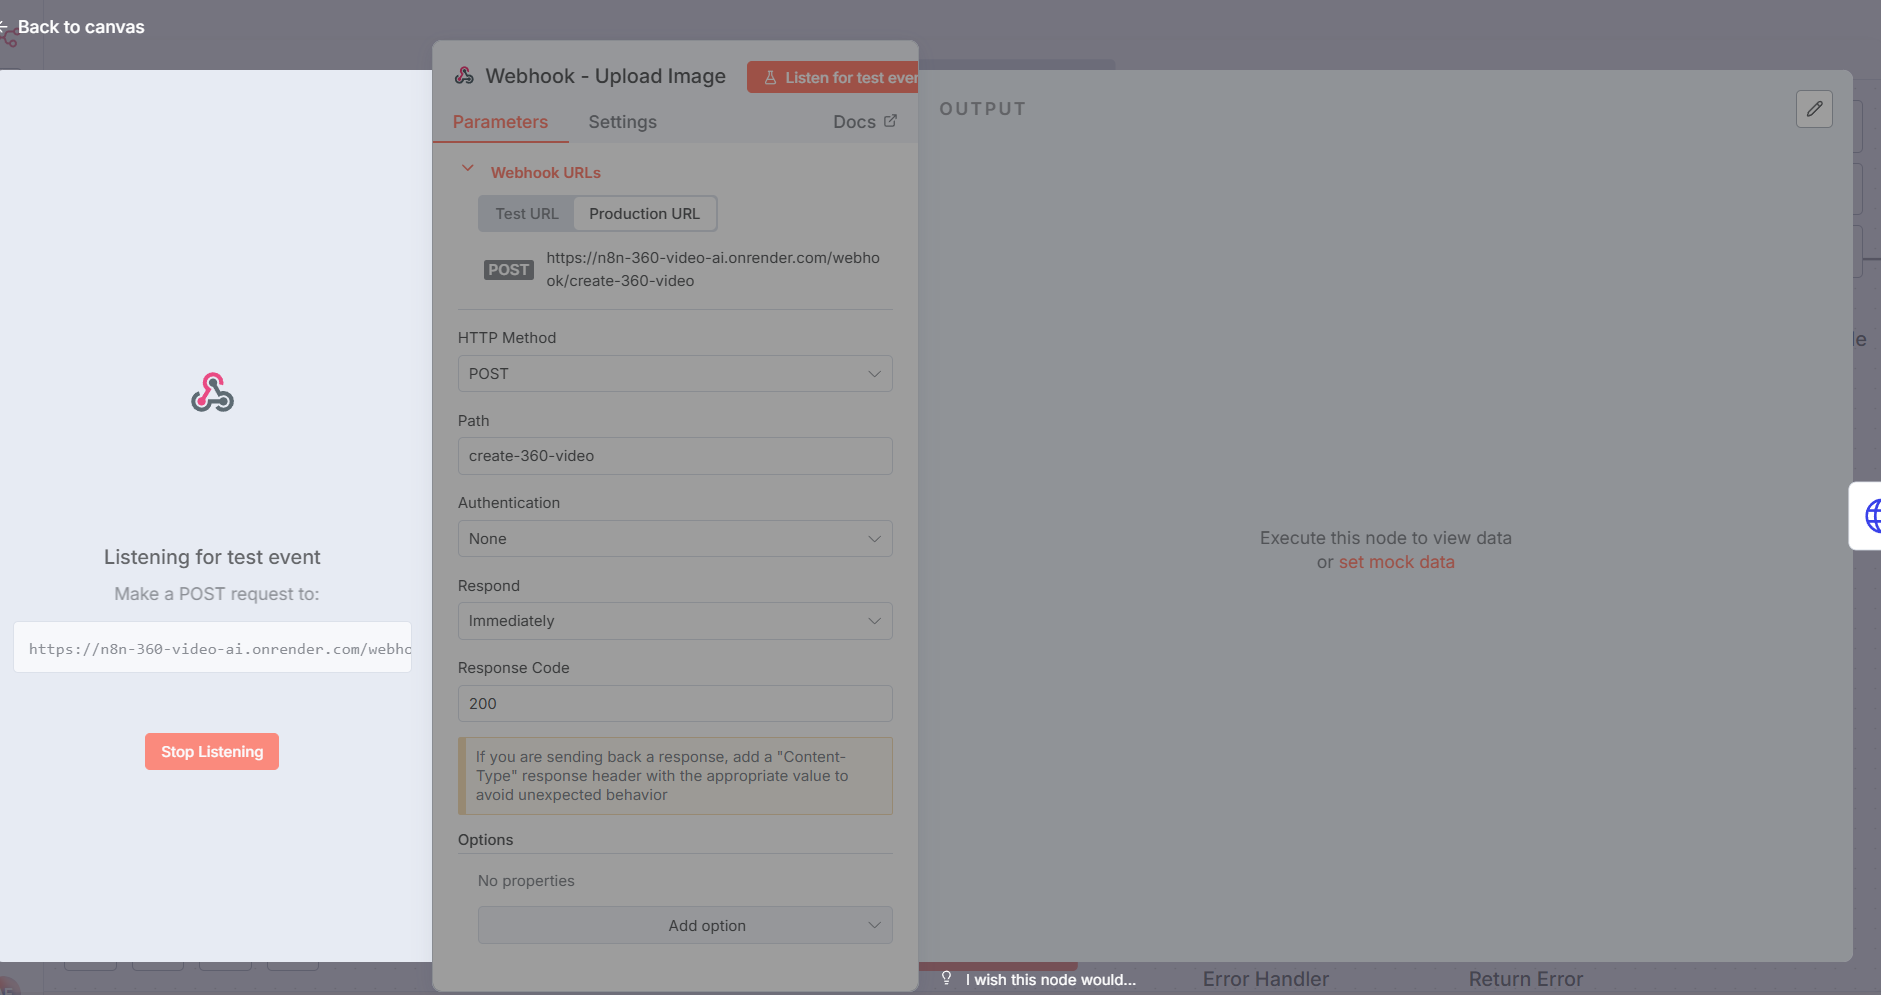 Back to canvas
Webhook - Upload Image
Listen for test even
Parameters
Settings
Docs
Webhook URLs
Test URL
Production URL
POST
https://n8n-360-video-ai.onrender.com/webho
ok/create-360-video
HTTP Method
POST
Path
create-360-video
Authentication
None
Respond
Immediately
Response Code
200
If you are sending back a response, add a "Content-
Type" response header with the appropriate value to
avoid unexpected behavior
Options
No properties
Add option
Listening for test event
Make a POST request to:
https://n8n-360-video-ai.onrender.com/webho
Stop Listening
OUTPUT
Execute this node to view data
or set mock data
I wish this node would...
Error Handler
Return Error